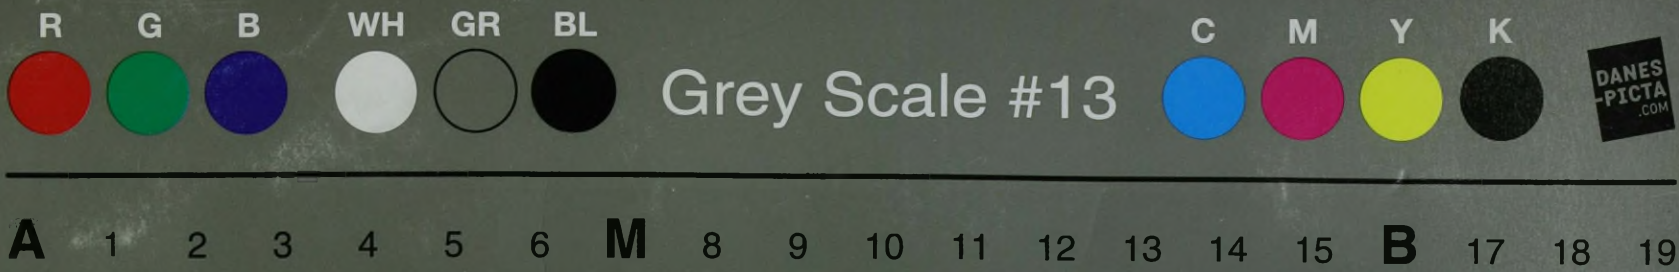 R G B WH GR BL C M Y K
Grey Scale #13
DANES
-PICTA
.COM
A 1 2 3 4 5 6 M 8 9 10 11 12 13 14 15 B 17 18 19